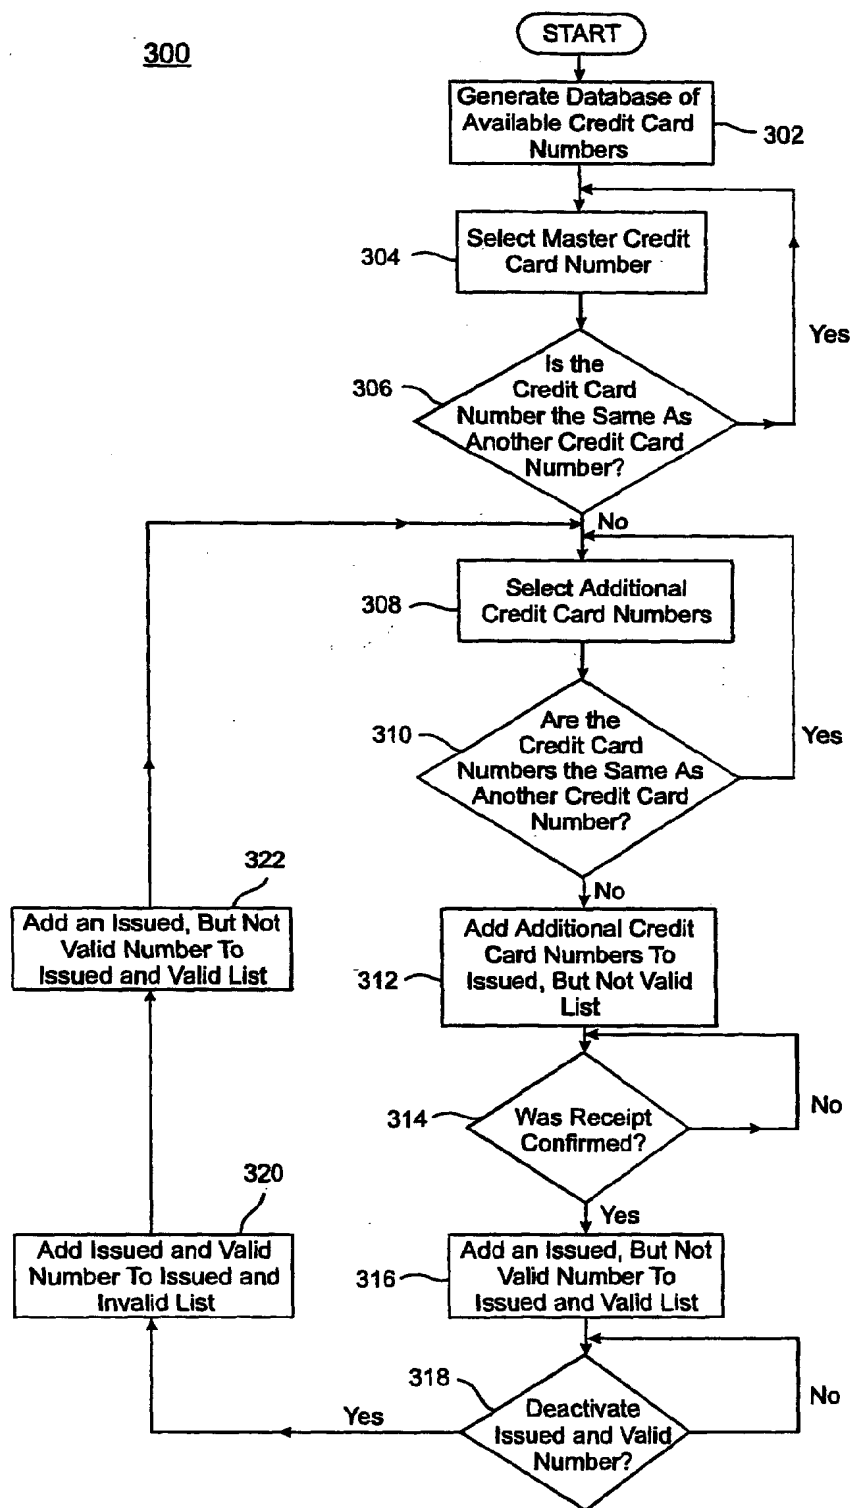 300
START
Generate Database of
Available Credit Card
Numbers
302
Select Master Credit
Card Number
304
Yes
Is the
Credit Card
Number the Same As
Another Credit Card
Number?
306
No
Select Additional
Credit Card Numbers
308
Are the
Credit Card
Numbers the Same As
Another Credit Card
Number?
310
Yes
No
322
Add an Issued, But Not
Valid Number To
Issued and Valid List
Add Additional Credit
Card Numbers To
Issued, But Not Valid
List
312
Was Receipt
Confirmed?
314
No
Yes
320
Add Issued and Valid
Number To Issued and
Invalid List
Add an Issued, But Not
Valid Number To
Issued and Valid List
316
318
Deactivate
Issued and Valid
Number?
No
Yes